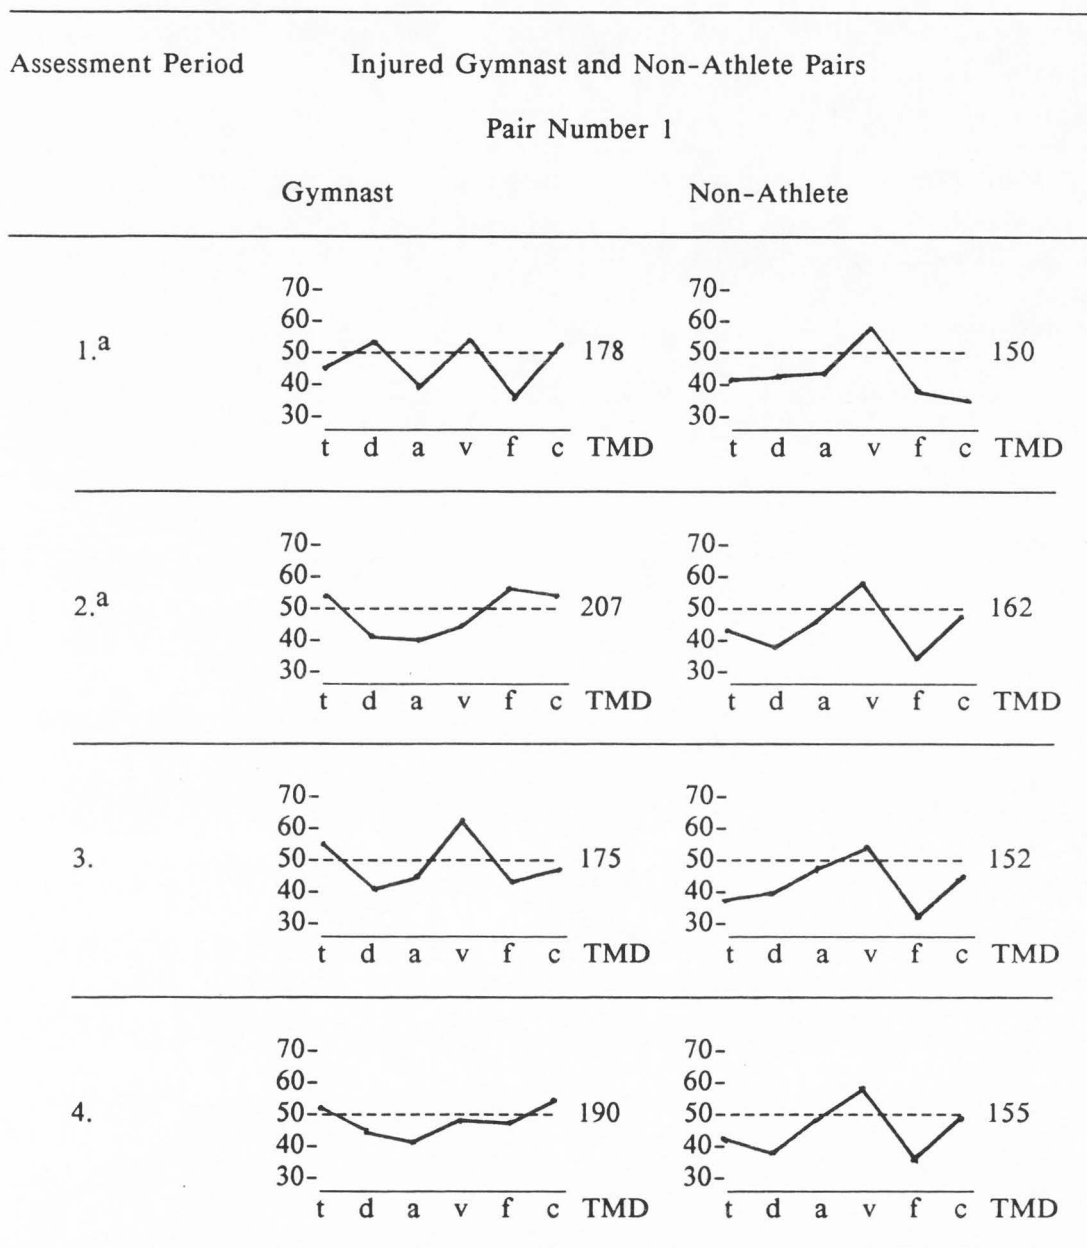 Assessment Period Injured Gymnast and Non-Athlete Pairs
Pair Number 1
Gymnast Non-Athlete
70- 70-
60- 60-
1.a 50- 178 50- 150
40- 40-
30- 30-
t d a v f c TMD t d a v f c TMD
70- 70-
60- 60-
2.a 50- 207 50- 162
40- 40-
30- 30-
t d a v f c TMD t d a v f c TMD
70- 70-
60- 60-
3. 50- 175 50- 152
40- 40-
30- 30-
t d a v f c TMD t d a v f c TMD
70- 70-
60- 60-
4. 50- 190 50- 155
40- 40-
30- 30-
t d a v f c TMD t d a v f c TMD